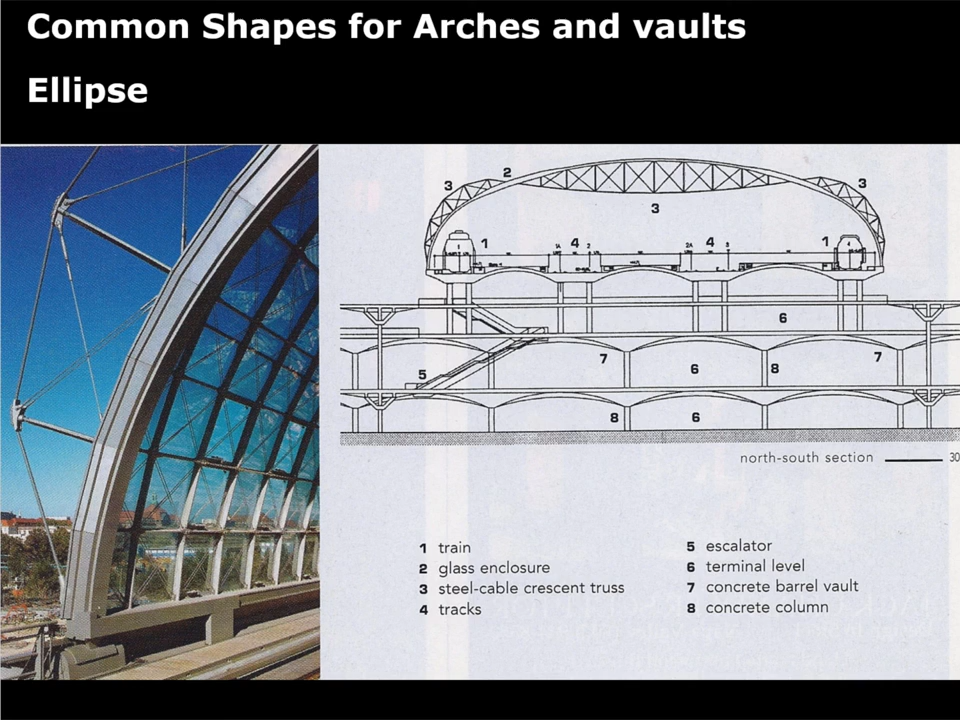 Common Shapes for Arches and vaults
Ellipse
2
3
3
3
1
4
4
1
6
7
6
8
7
5
8
6
north-south section
30
1 train
2 glass enclosure
3 steel-cable crescent truss
4 tracks
5 escalator
6 terminal level
7 concrete barrel vault
8 concrete column